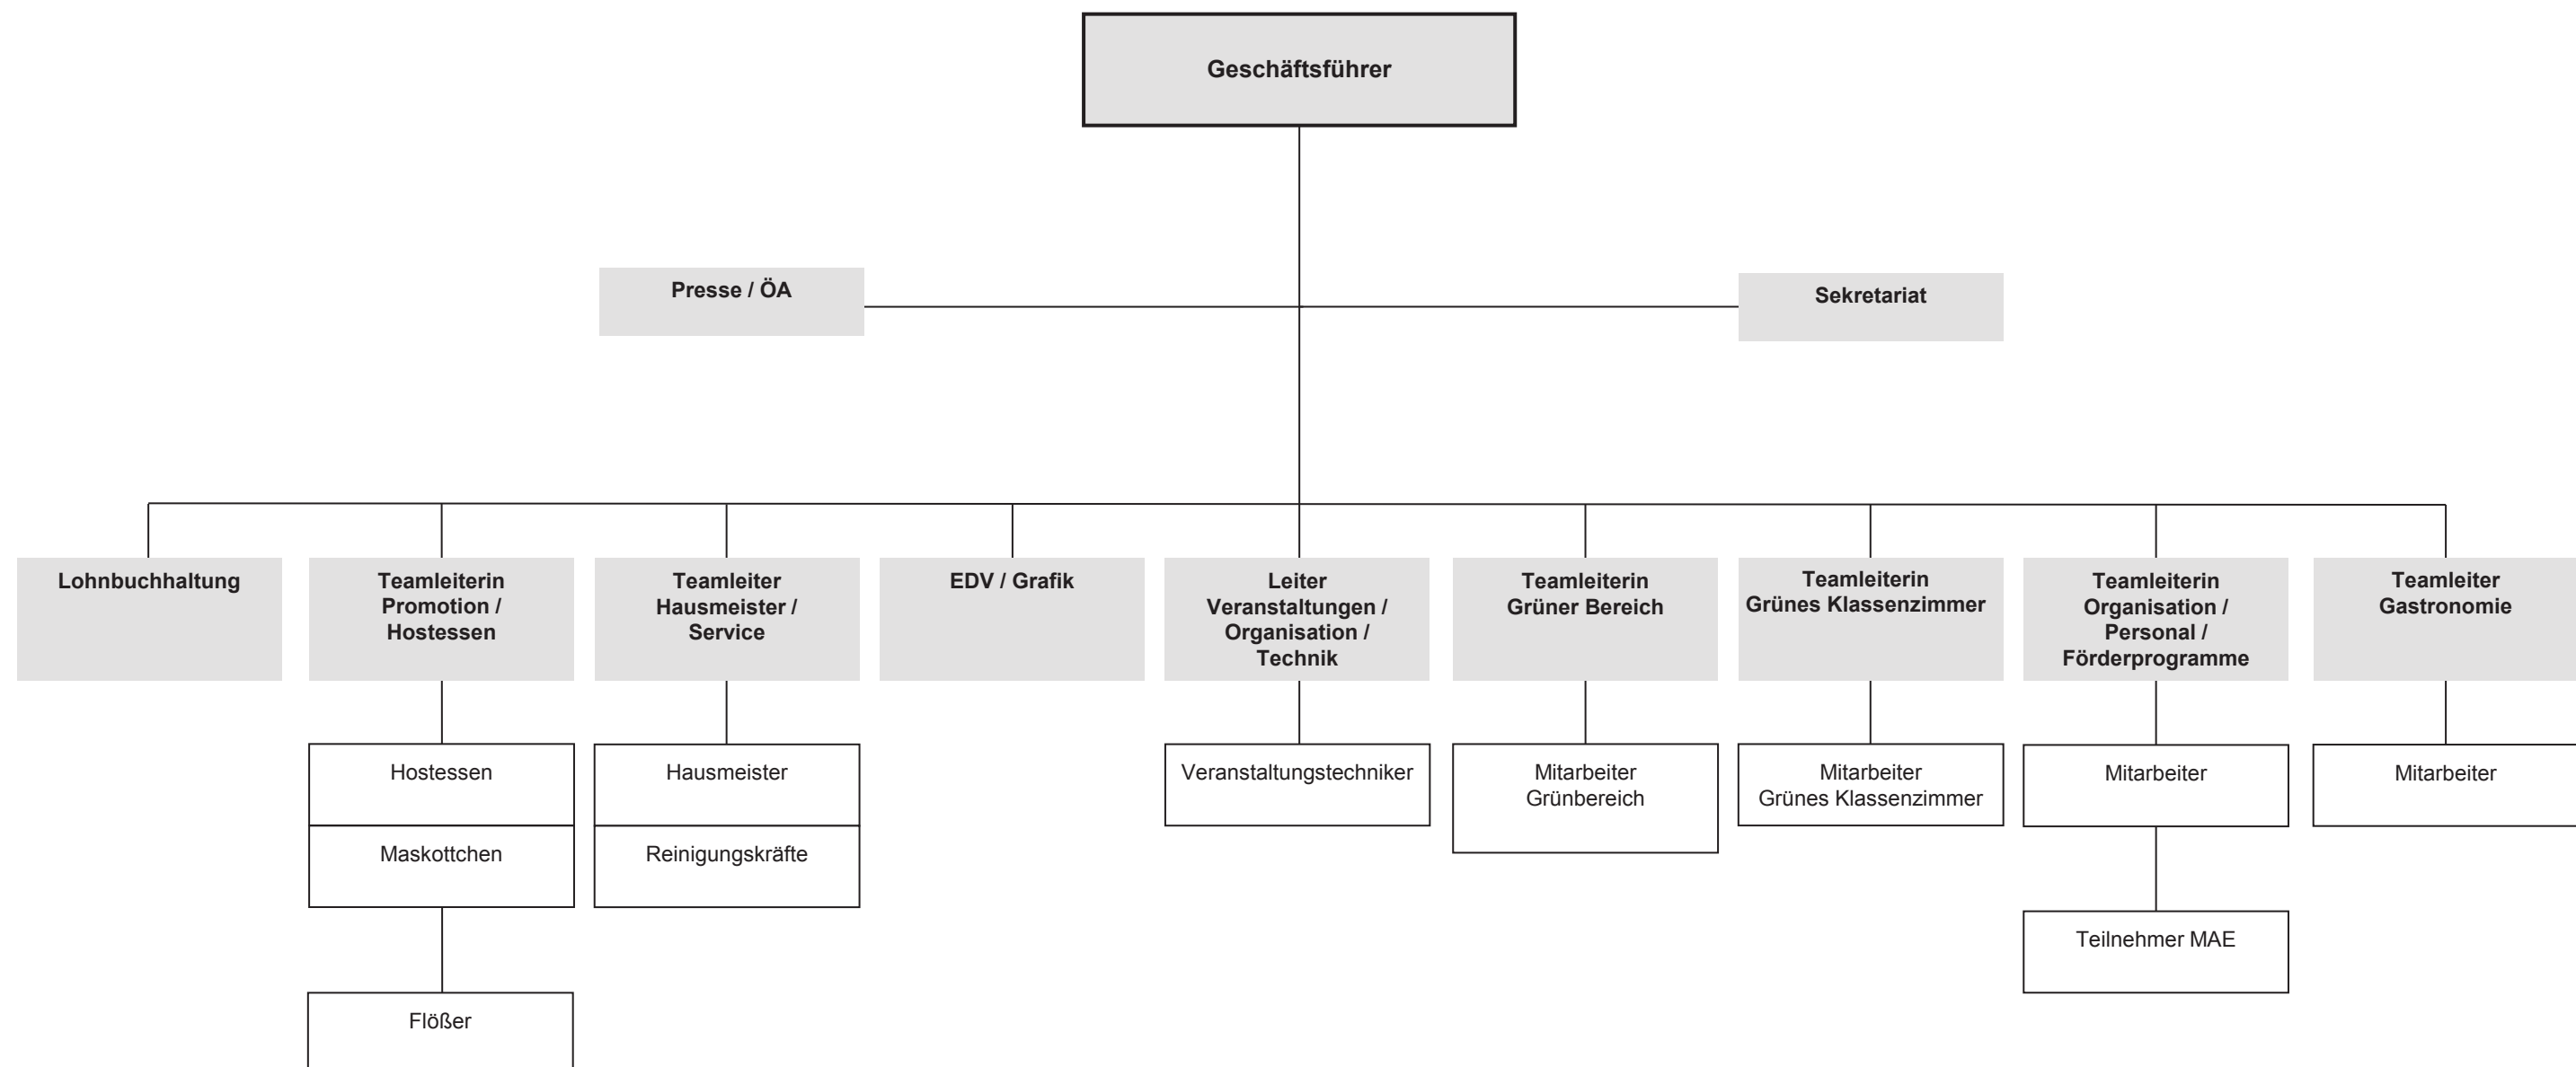 Geschäftsführer
Presse / ÖA
Sekretariat
Lohnbuchhaltung
Teamleiterin
Promotion /
Hostessen
Teamleiter
Hausmeister /
Service
EDV / Grafik
Leiter
Veranstaltungen /
Organisation /
Technik
Teamleiterin
Grüner Bereich
Teamleiterin
Grünes Klassenzimmer
Teamleiterin
Organisation /
Personal /
Förderprogramme
Teamleiter
Gastronomie
Hostessen
Hausmeister
Veranstaltungstechniker
Mitarbeiter
Grünbereich
Mitarbeiter
Grünes Klassenzimmer
Mitarbeiter
Mitarbeiter
Maskottchen
Reinigungskräfte
Teilnehmer MAE
Flößer